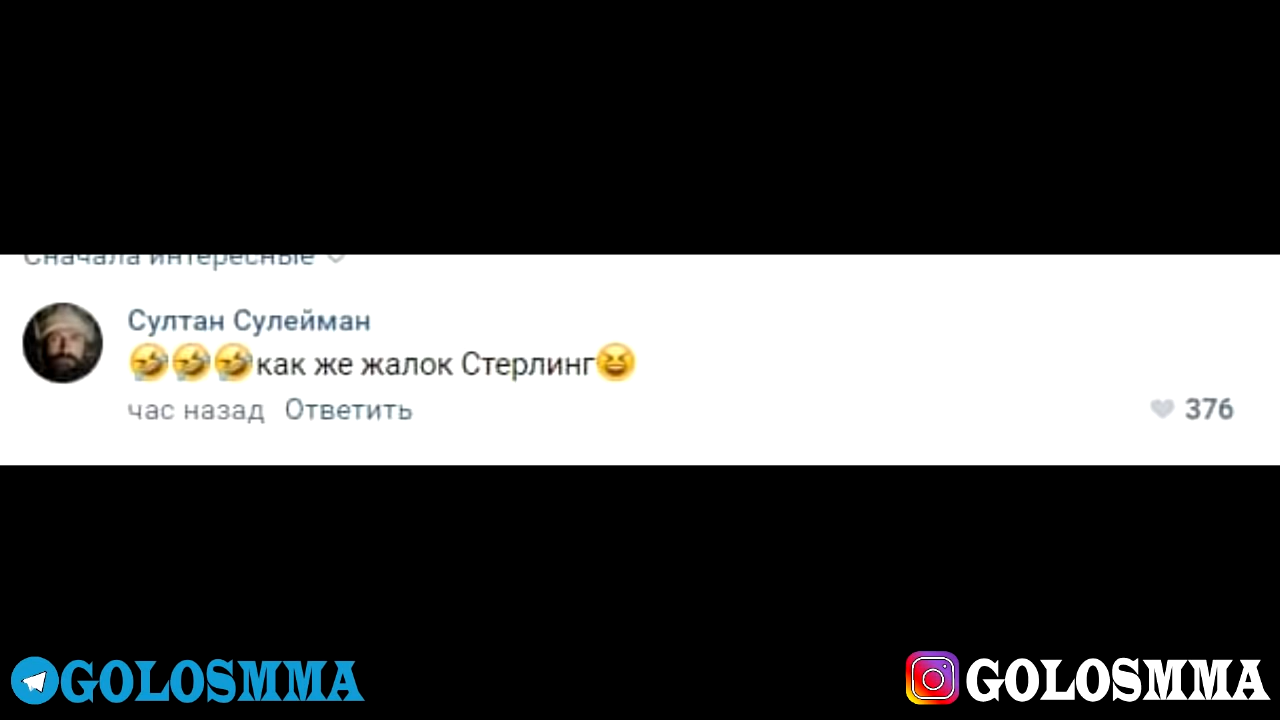 Сначала интересные
Султан Сулейман
🤣🤣🤣как же жалок Стерлинг😆
час назад Ответить
376
GOLOSMMA
GOLOSMMA